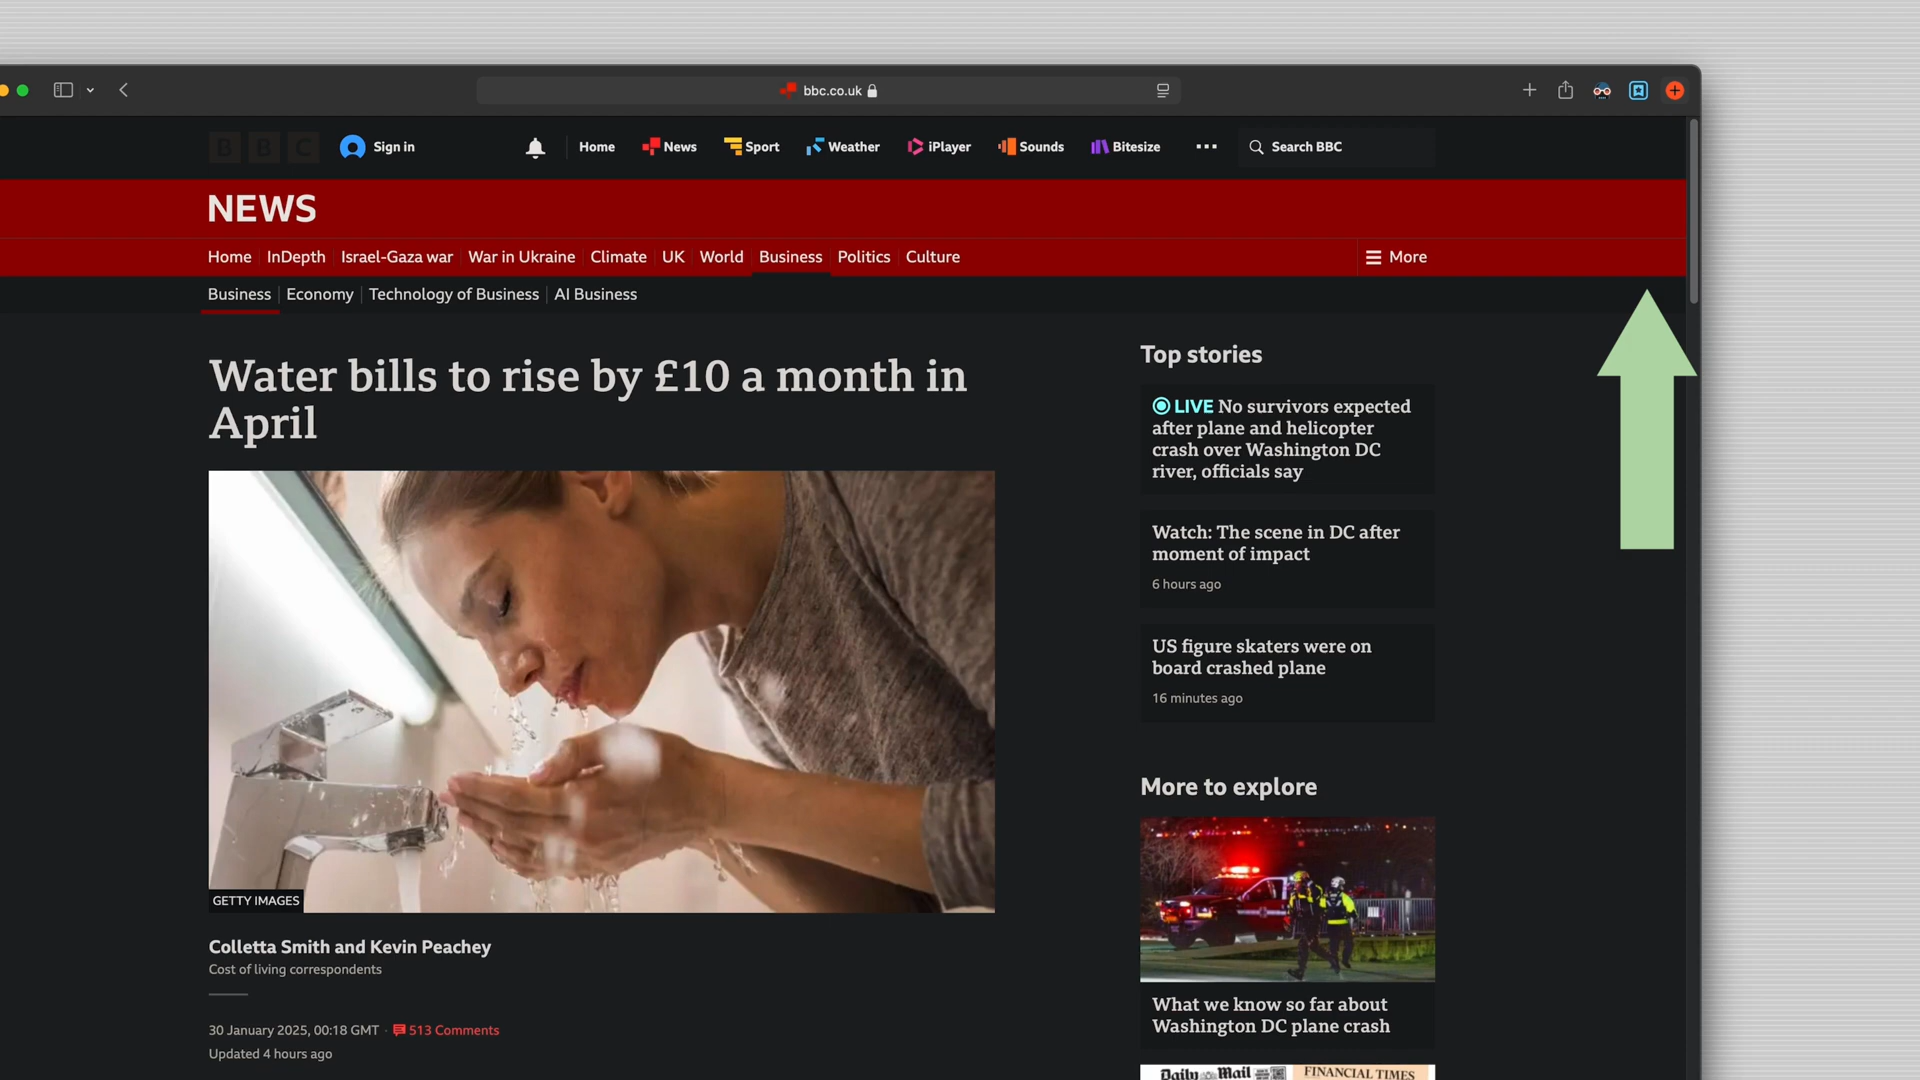 bbc.co.uk
B B C
Sign in
Home
News
Sport
Weather
iPlayer
Sounds
Bitesize
Search BBC
NEWS
Home
InDepth
Israel-Gaza war
War in Ukraine
Climate
UK
World
Business
Politics
Culture
More
Business
Economy
Technology of Business
AI Business
Water bills to rise by £10 a month in
April
GETTY IMAGES
Colletta Smith and Kevin Peachey
Cost of living correspondents
30 January 2025, 00:18 GMT · 513 Comments
Updated 4 hours ago
Top stories
LIVE No survivors expected
after plane and helicopter
crash over Washington DC
river, officials say
Watch: The scene in DC after
moment of impact
6 hours ago
US figure skaters were on
board crashed plane
16 minutes ago
More to explore
What we know so far about
Washington DC plane crash
Daily Mail
FINANCIAL TIMES